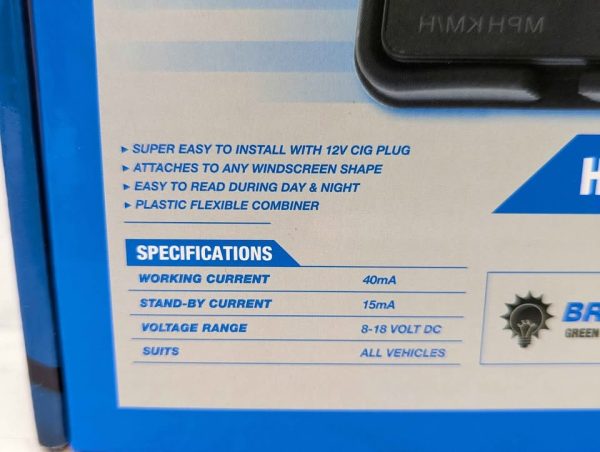 MPH KM/H
▸ SUPER EASY TO INSTALL WITH 12V CIG PLUG
▸ ATTACHES TO ANY WINDSCREEN SHAPE
▸ EASY TO READ DURING DAY & NIGHT
▸ PLASTIC FLEXIBLE COMBINER
H
SPECIFICATIONS
WORKING CURRENT 40mA
STAND-BY CURRENT 15mA
VOLTAGE RANGE 8-18 VOLT DC
SUITS ALL VEHICLES
BR
GREEN